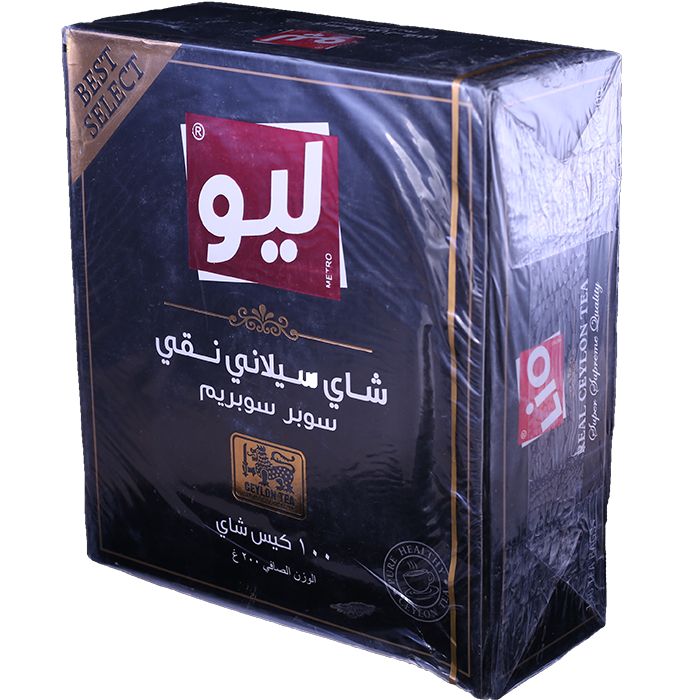 BEST
SELECT
ليو
®
ليو
METRO
شاي سيلاني نقي
سوبر سوبريم
CEYLON TEA
١٠٠ كيس شاي
الوزن الصافي ٢٠٠ غ
PURE HEALTHY
CEYLON TEA
LIO
®
REAL CEYLON TEA
Super Supreme Quality